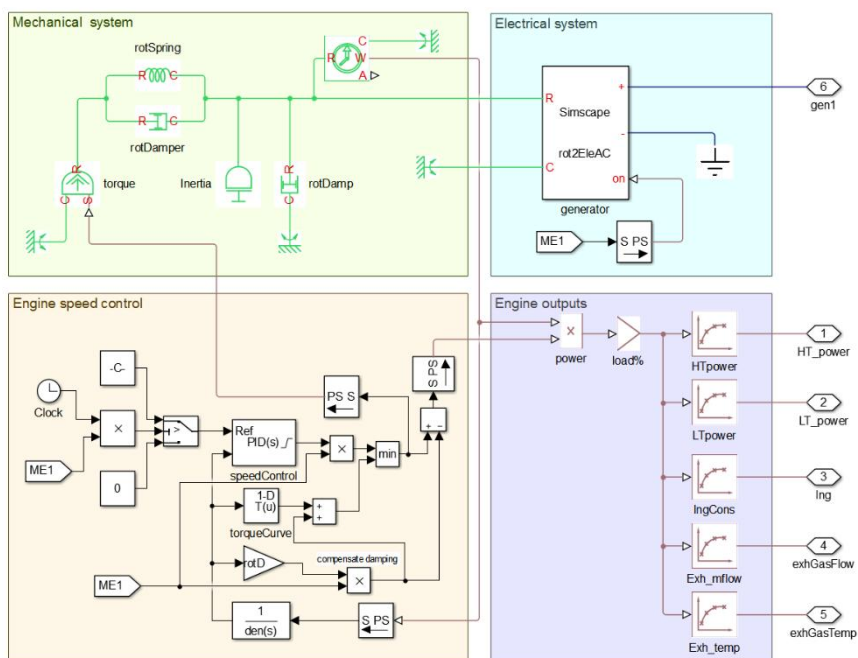 Mechanical system
rotSpring
R
C
R
C
rotDamper
R
C
S
torque
Inertia
R
C
rotDamp
R
C
W
A
Electrical system
R
Simscape
+
rot2EleAC
-
C
on
generator
6
gen1
ME1
S PS
Engine speed control
-C-
Clock
×
>
ME1
0
Ref
PID(s)
speedControl
PS S
×
min
S PS
+ −
1-D
T(u)
torqueCurve
+
+
rotD
compensate damping
×
ME1
1
den(s)
S PS
Engine outputs
×
power
load%
HTpower
1
HT_power
LTpower
2
LT_power
IngCons
3
Ing
Exh_mflow
4
exhGasFlow
Exh_temp
5
exhGasTemp